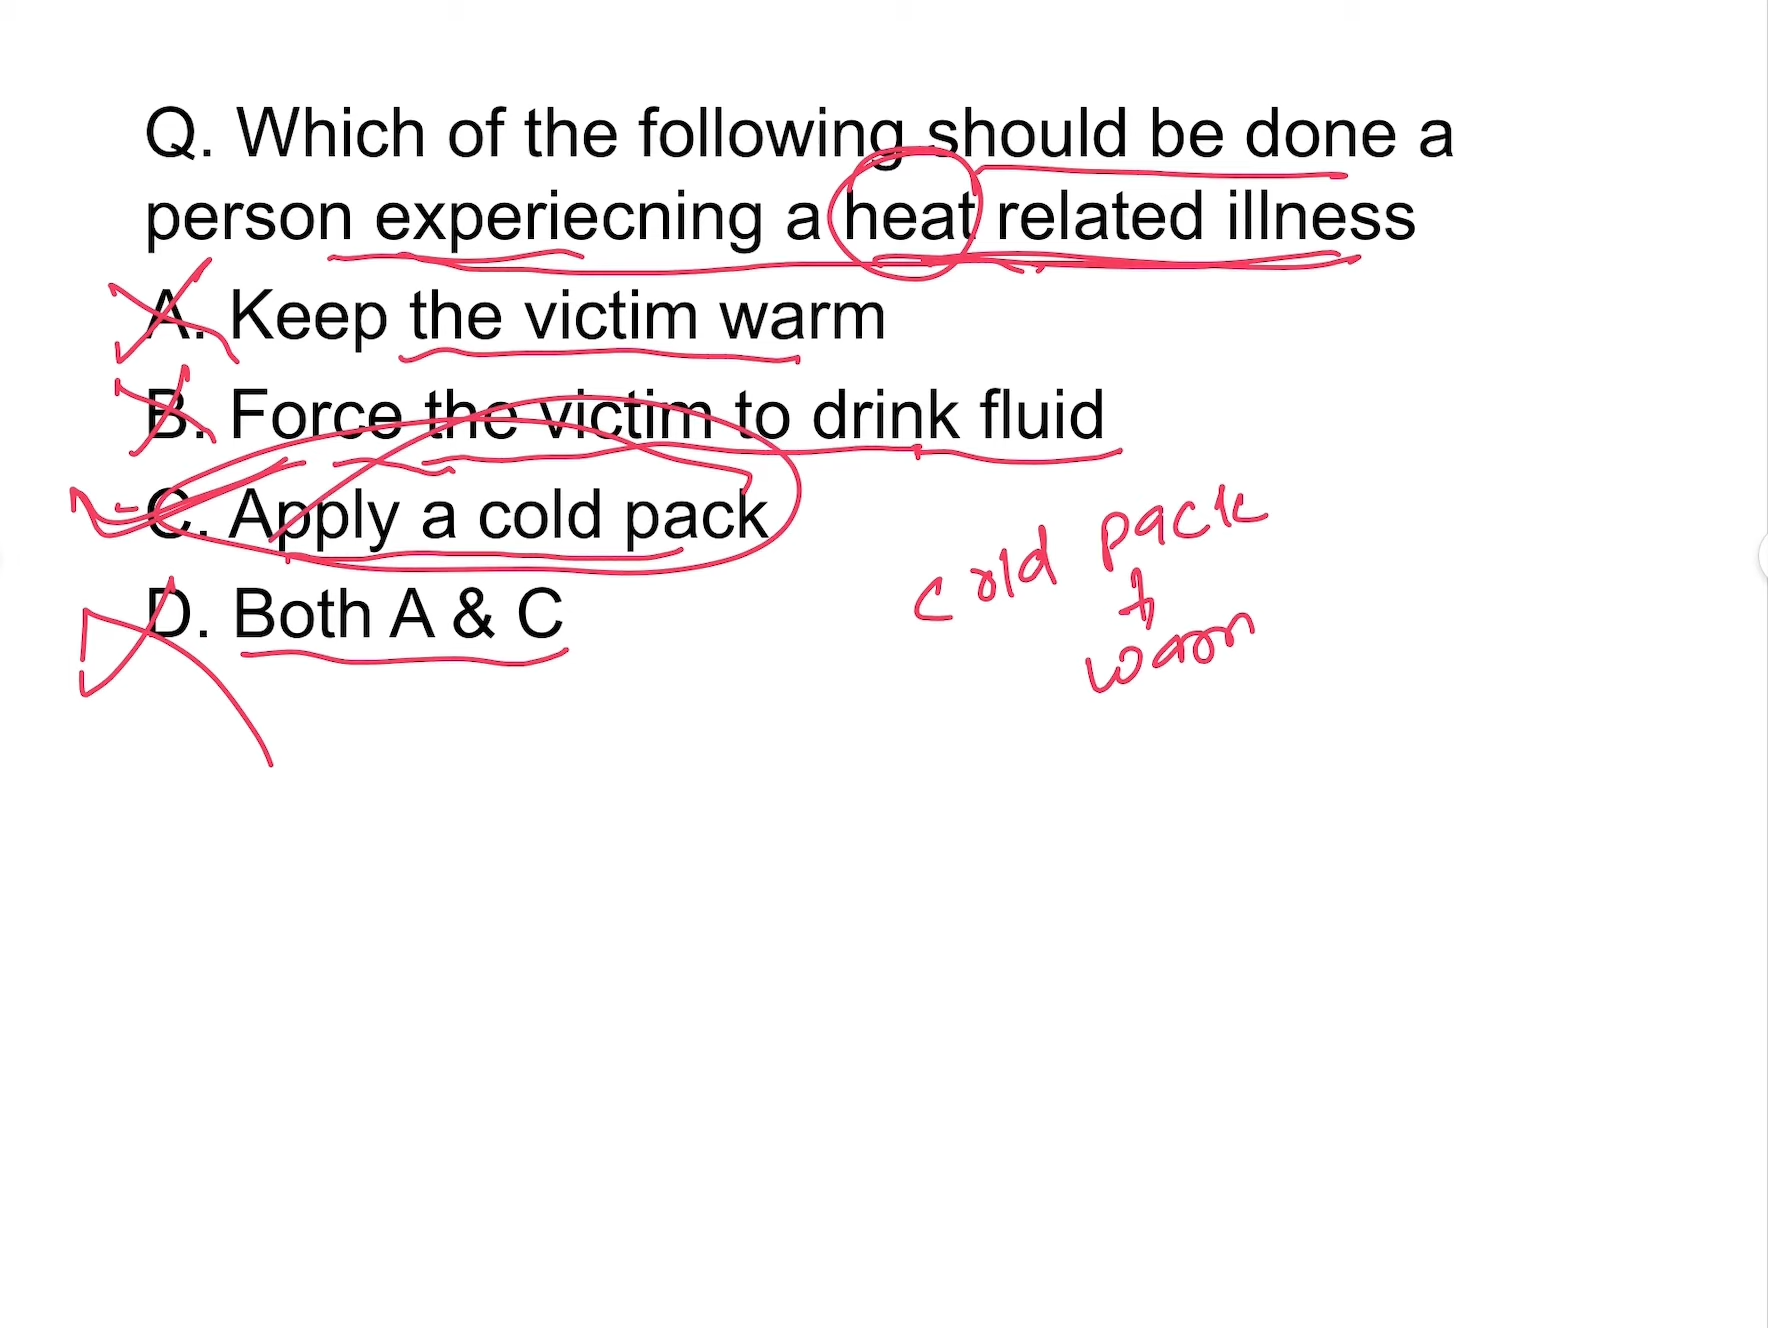 Q. Which of the following should be done a
person experiecning a heat related illness
A. Keep the victim warm
B. Force the victim to drink fluid
C. Apply a cold pack
D. Both A & C
cold pack
+
warm